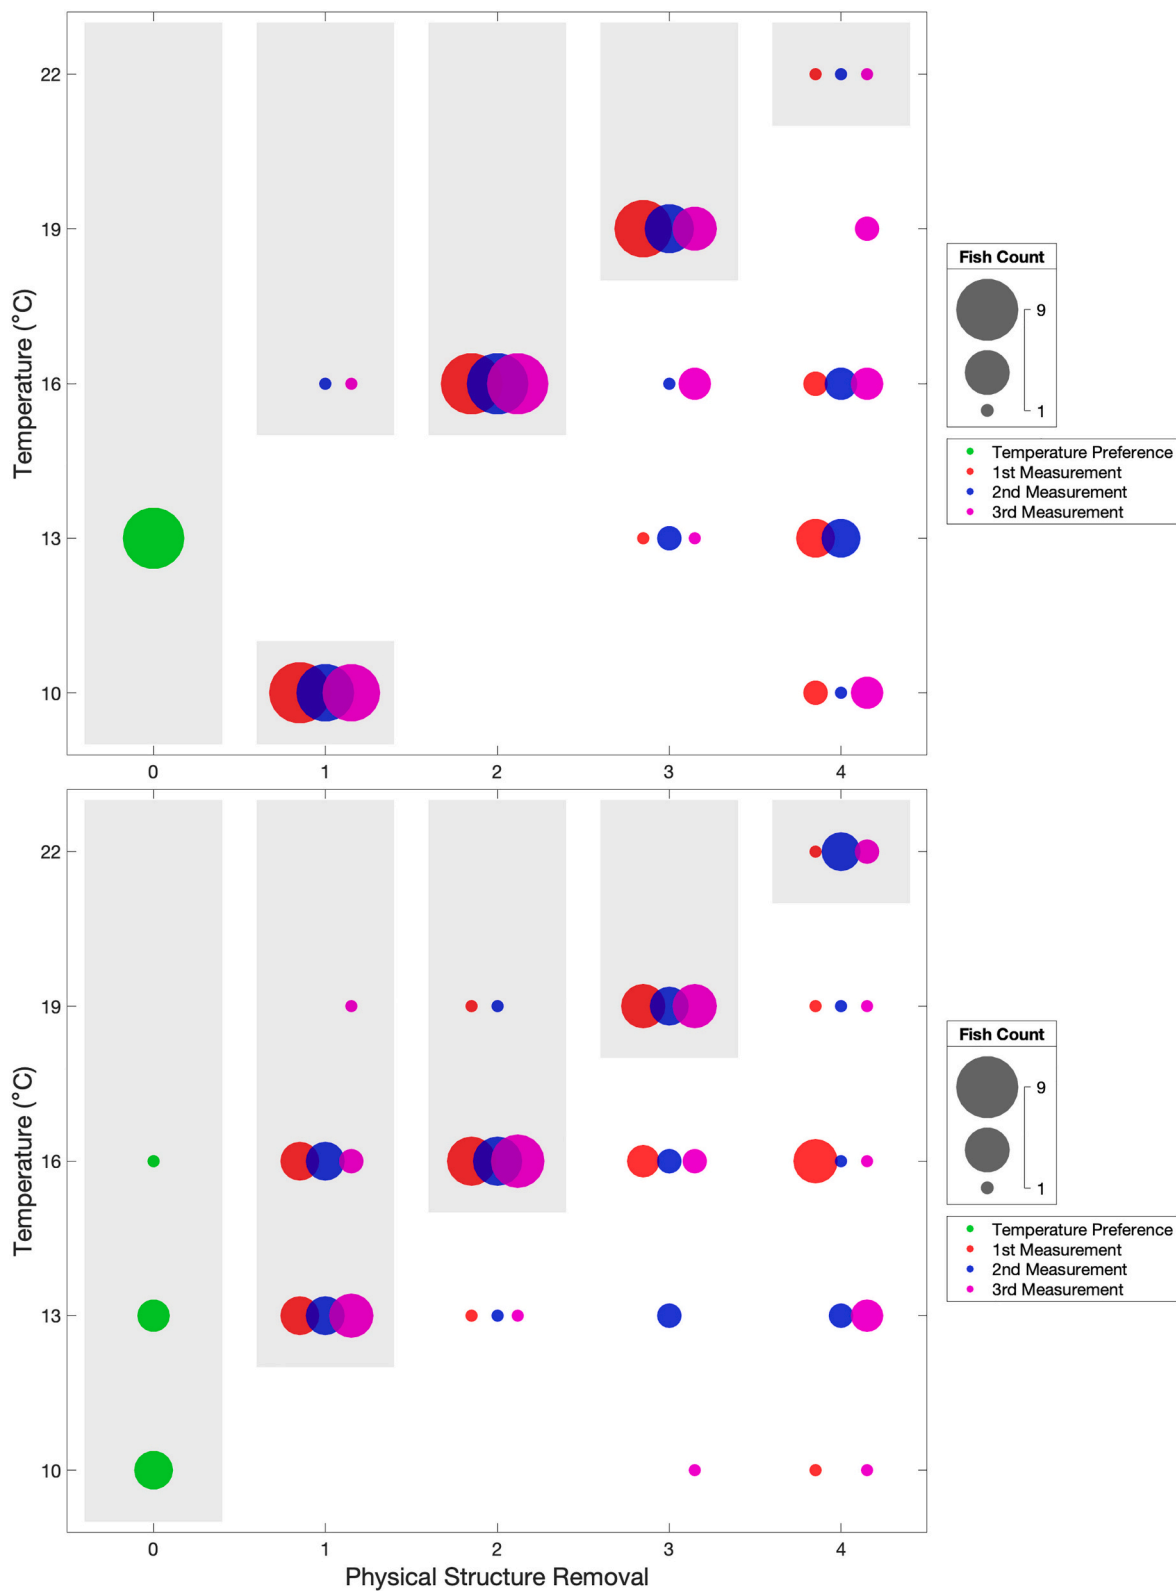 22
19
16
13
10
Temperature (°C)
0 1 2 3 4
Fish Count
9
1
Temperature Preference
1st Measurement
2nd Measurement
3rd Measurement
22
19
16
13
10
Temperature (°C)
0 1 2 3 4
Physical Structure Removal
Fish Count
9
1
Temperature Preference
1st Measurement
2nd Measurement
3rd Measurement